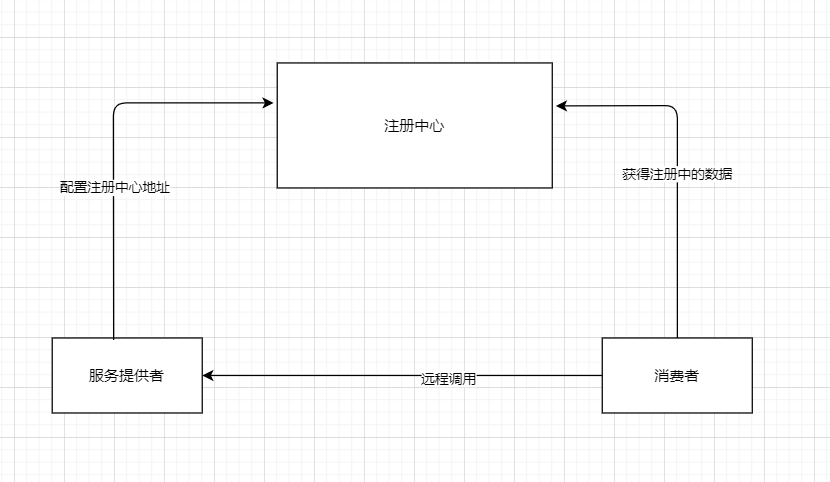 注册中心
获得注册中的数据
配置注册中心地址
服务提供者
远程调用
消费者